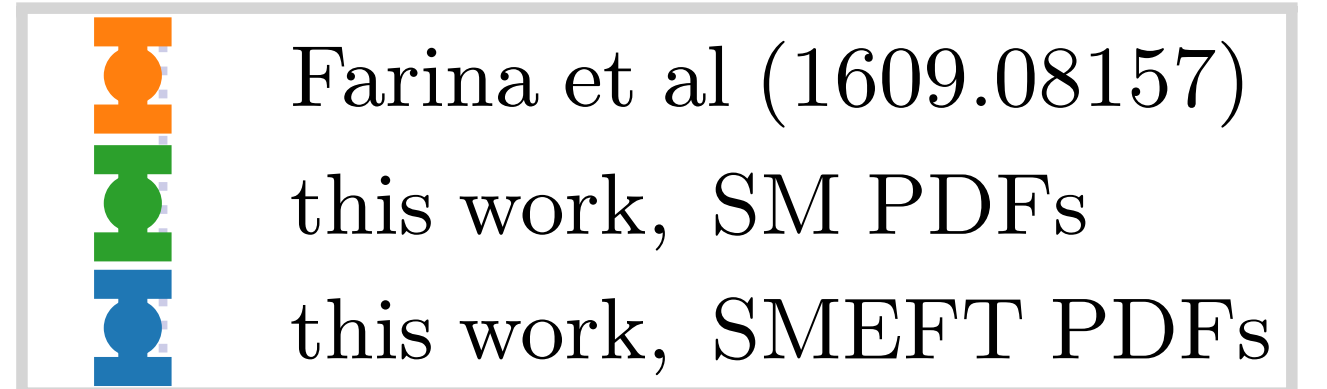 Farina et al (1609.08157)
this work, SM PDFs
this work, SMEFT PDFs